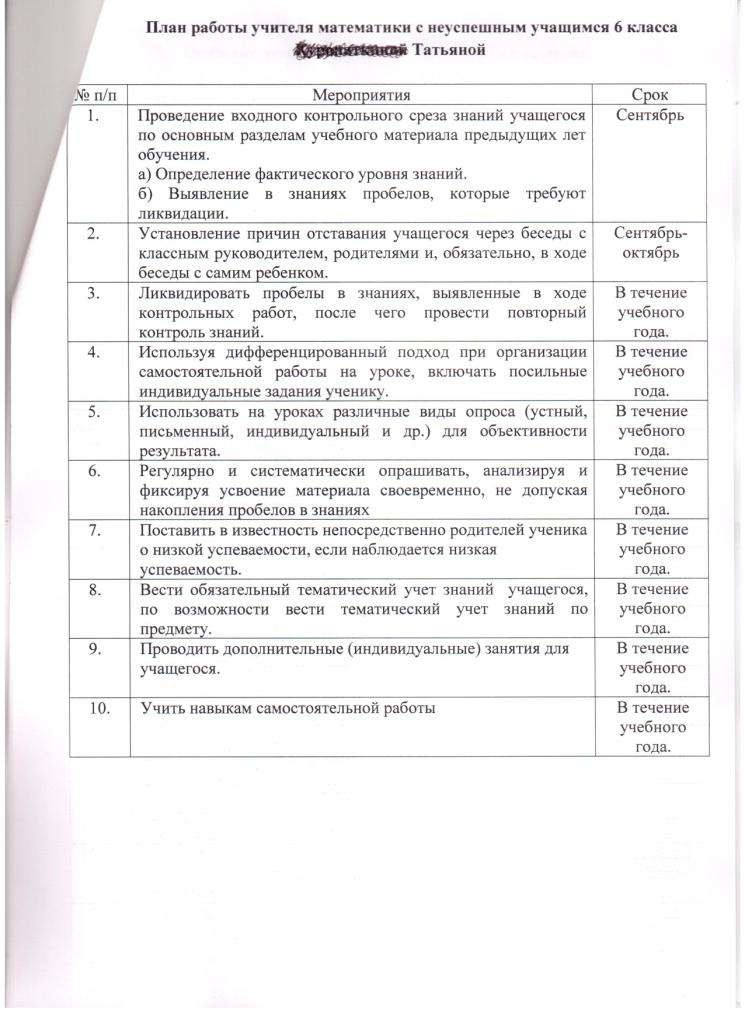 План работы учителя математики с неуспешным учащимся 6 класса
Татьяной
№ п/п Мероприятия Срок
1. Проведение входного контрольного среза знаний учащегося Сентябрь
по основным разделам учебного материала предыдущих лет
обучения.
а) Определение фактического уровня знаний.
б) Выявление в знаниях пробелов, которые требуют
ликвидации.
2. Установление причин отставания учащегося через беседы с Сентябрь-
классным руководителем, родителями и, обязательно, в ходе октябрь
беседы с самим ребенком.
3. Ликвидировать пробелы в знаниях, выявленные в ходе В течение
контрольных работ, после чего провести повторный учебного
контроль знаний. года.
4. Используя дифференцированный подход при организации В течение
самостоятельной работы на уроке, включать посильные учебного
индивидуальные задания ученику. года.
5. Использовать на уроках различные виды опроса (устный, В течение
письменный, индивидуальный и др.) для объективности учебного
результата. года.
6. Регулярно и систематически опрашивать, анализируя и В течение
фиксируя усвоение материала своевременно, не допуская учебного
накопления пробелов в знаниях года.
7. Поставить в известность непосредственно родителей ученика В течение
о низкой успеваемости, если наблюдается низкая учебного
успеваемость. года.
8. Вести обязательный тематический учет знаний учащегося, В течение
по возможности вести тематический учет знаний по учебного
предмету. года.
9. Проводить дополнительные (индивидуальные) занятия для В течение
учащегося. учебного
года.
10. Учить навыкам самостоятельной работы В течение
учебного
года.